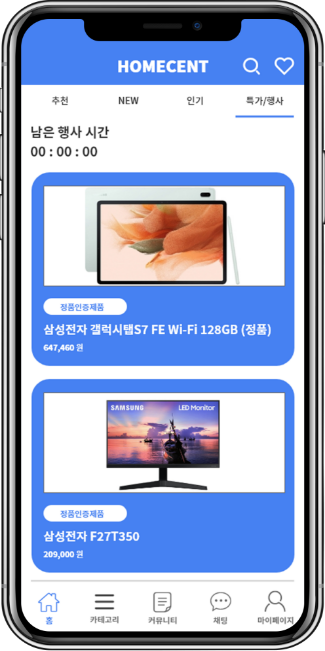 HOMECENT
추천 NEW 인기 특가/행사
남은 행사 시간
00 : 00 : 00
정품인증제품
삼성전자 갤럭시탭S7 FE Wi-Fi 128GB (정품)
647,460 원
SAMSUNG LED Monitor
정품인증제품
삼성전자 F27T350
209,000 원
홈 카테고리 커뮤니티 채팅 마이페이지